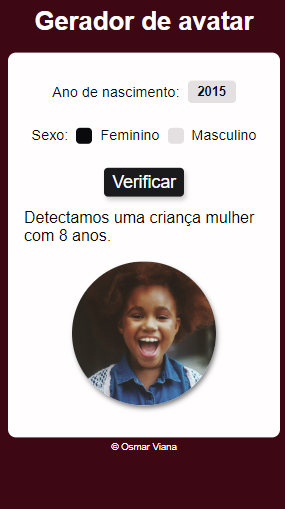 Gerador de avatar
Ano de nascimento: 2015
Sexo: Feminino Masculino
Verificar
Detectamos uma criança mulher
com 8 anos.
© Osmar Viana